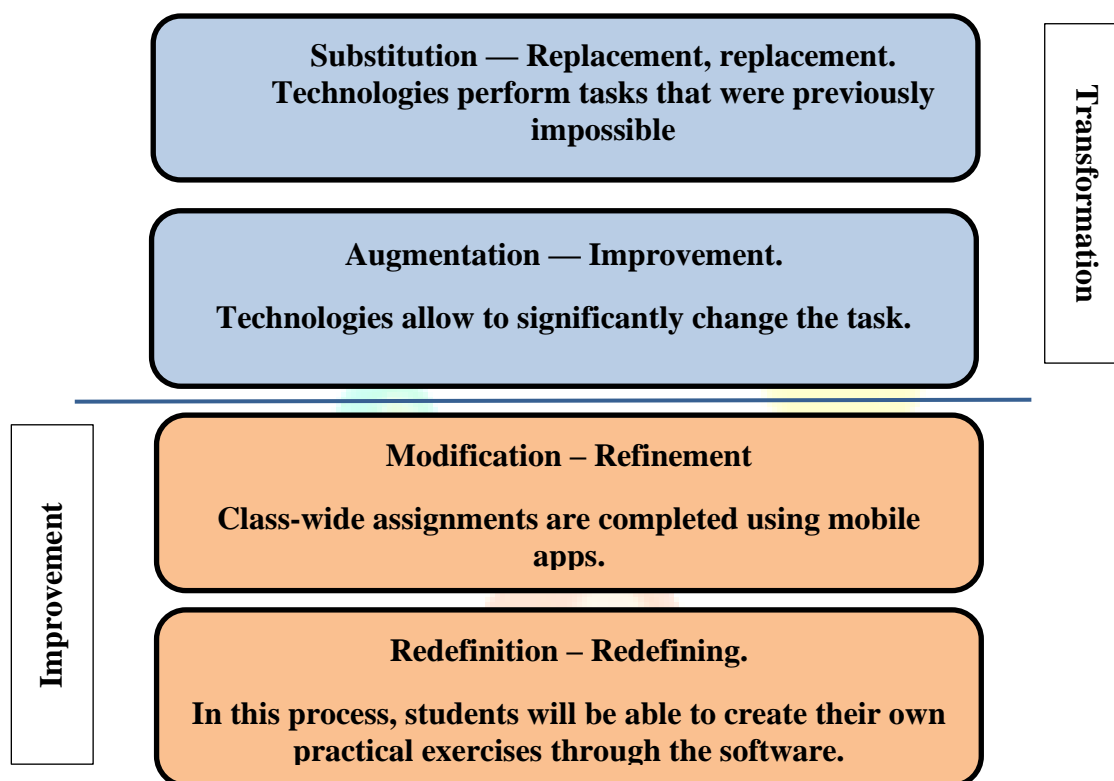 Substitution — Replacement, replacement.
Technologies perform tasks that were previously
impossible
Transformation
Augmentation — Improvement.
Technologies allow to significantly change the task.
Improvement
Modification – Refinement
Class-wide assignments are completed using mobile
apps.
Redefinition – Redefining.
In this process, students will be able to create their own
practical exercises through the software.